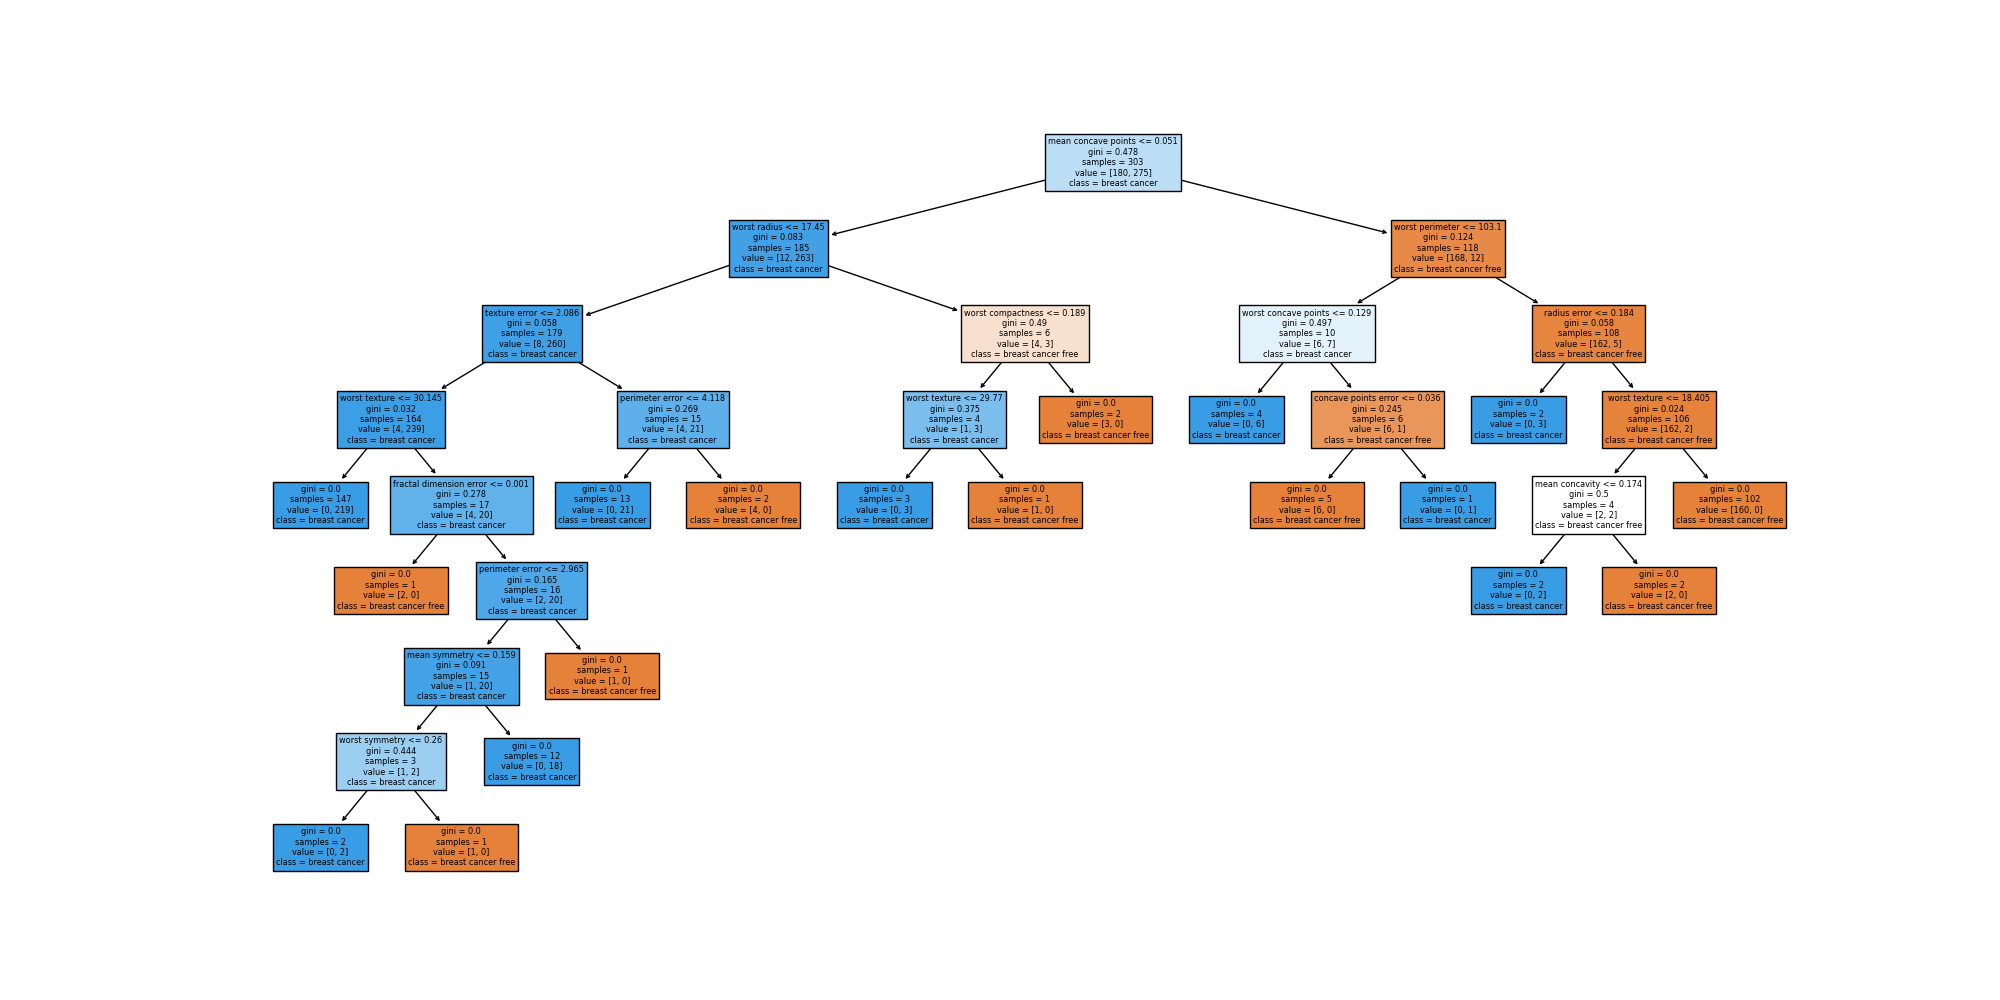 mean concave points <= 0.051
gini = 0.478
samples = 303
value = [180, 275]
class = breast cancer
worst radius <= 17.45
gini = 0.083
samples = 185
value = [12, 263]
class = breast cancer
worst perimeter <= 103.1
gini = 0.124
samples = 118
value = [168, 12]
class = breast cancer free
texture error <= 2.086
gini = 0.058
samples = 179
value = [8, 260]
class = breast cancer
worst compactness <= 0.189
gini = 0.49
samples = 6
value = [4, 3]
class = breast cancer free
worst concave points <= 0.129
gini = 0.497
samples = 10
value = [6, 7]
class = breast cancer
radius error <= 0.184
gini = 0.058
samples = 108
value = [162, 5]
class = breast cancer free
worst texture <= 30.145
gini = 0.032
samples = 164
value = [4, 239]
class = breast cancer
perimeter error <= 4.118
gini = 0.269
samples = 15
value = [4, 21]
class = breast cancer
worst texture <= 29.77
gini = 0.375
samples = 4
value = [1, 3]
class = breast cancer
gini = 0.0
samples = 2
value = [3, 0]
class = breast cancer free
gini = 0.0
samples = 4
value = [0, 6]
class = breast cancer
concave points error <= 0.036
gini = 0.245
samples = 6
value = [6, 1]
class = breast cancer free
gini = 0.0
samples = 2
value = [0, 3]
class = breast cancer
worst texture <= 18.405
gini = 0.024
samples = 106
value = [162, 2]
class = breast cancer free
gini = 0.0
samples = 147
value = [0, 219]
class = breast cancer
fractal dimension error <= 0.001
gini = 0.278
samples = 17
value = [4, 20]
class = breast cancer
gini = 0.0
samples = 13
value = [0, 21]
class = breast cancer
gini = 0.0
samples = 2
value = [4, 0]
class = breast cancer free
gini = 0.0
samples = 3
value = [0, 3]
class = breast cancer
gini = 0.0
samples = 1
value = [1, 0]
class = breast cancer free
gini = 0.0
samples = 5
value = [6, 0]
class = breast cancer free
gini = 0.0
samples = 1
value = [0, 1]
class = breast cancer
mean concavity <= 0.174
gini = 0.5
samples = 4
value = [2, 2]
class = breast cancer free
gini = 0.0
samples = 102
value = [160, 0]
class = breast cancer free
gini = 0.0
samples = 1
value = [2, 0]
class = breast cancer free
perimeter error <= 2.965
gini = 0.165
samples = 16
value = [2, 20]
class = breast cancer
gini = 0.0
samples = 2
value = [0, 2]
class = breast cancer
gini = 0.0
samples = 2
value = [2, 0]
class = breast cancer free
mean symmetry <= 0.159
gini = 0.091
samples = 15
value = [1, 20]
class = breast cancer
gini = 0.0
samples = 1
value = [1, 0]
class = breast cancer free
worst symmetry <= 0.26
gini = 0.444
samples = 3
value = [1, 2]
class = breast cancer
gini = 0.0
samples = 12
value = [0, 18]
class = breast cancer
gini = 0.0
samples = 2
value = [0, 2]
class = breast cancer
gini = 0.0
samples = 1
value = [1, 0]
class = breast cancer free